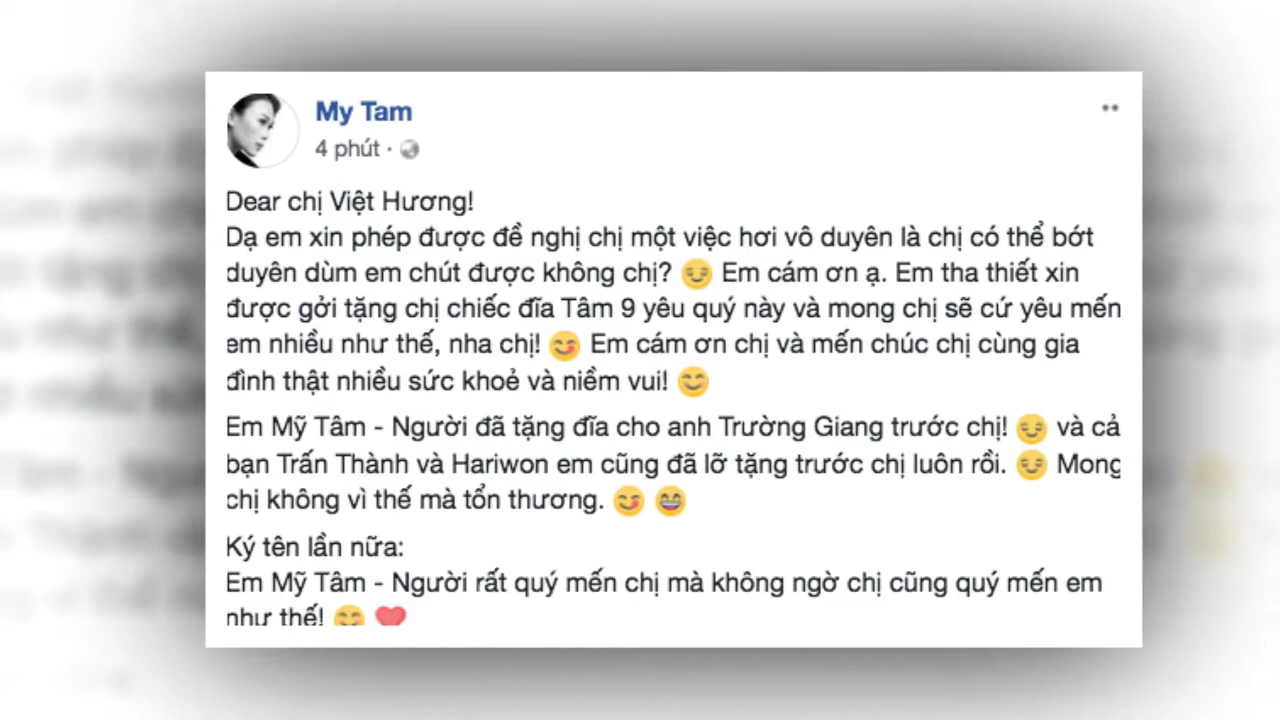 My Tam
4 phút ·
Dear chị Việt Hương!
Dạ em xin phép được đề nghị chị một việc hơi vô duyên là chị có thể bớt
duyên dùm em chút được không chị? 😏 Em cám ơn ạ. Em tha thiết xin
được gởi tặng chị chiếc đĩa Tâm 9 yêu quý này và mong chị sẽ cứ yêu mến
em nhiều như thế, nha chị! 😋 Em cám ơn chị và mến chúc chị cùng gia
đình thật nhiều sức khoẻ và niềm vui! 😊
Em Mỹ Tâm - Người đã tặng đĩa cho anh Trường Giang trước chị! 😏 và cả
bạn Trấn Thành và Hariwon em cũng đã lỡ tặng trước chị luôn rồi. 😏 Mong
chị không vì thế mà tổn thương. 😋 😄
Ký tên lần nữa:
Em Mỹ Tâm - Người rất quý mến chị mà không ngờ chị cũng quý mến em
như thế! 😊 ❤️